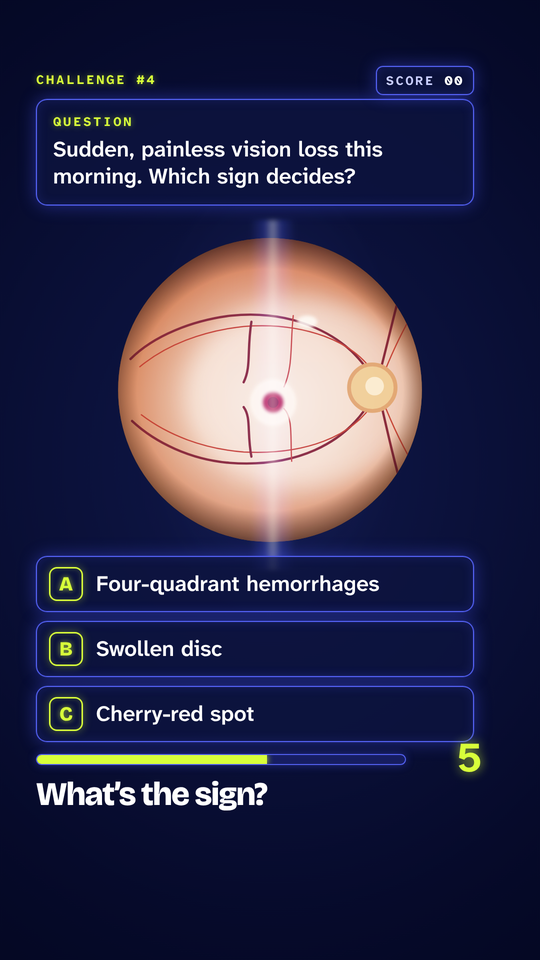 CHALLENGE #4
SCORE 00
QUESTION
Sudden, painless vision loss this
morning. Which sign decides?
A Four-quadrant hemorrhages
B Swollen disc
C Cherry-red spot
5
What's the sign?